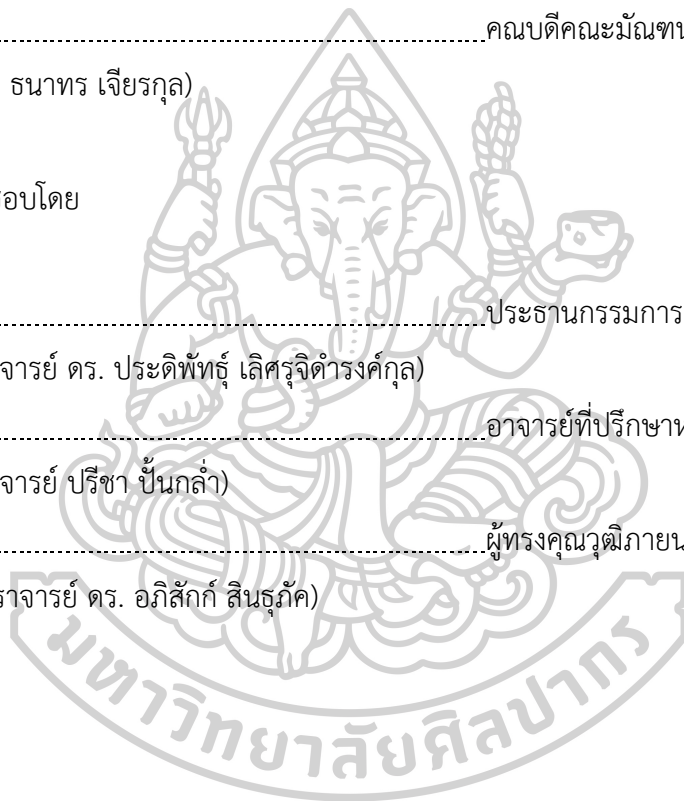 คณบดีคณะมัณฑน
ธนาทร เจียรกุล)
อบโดย
ประธานกรรมการ
จารย์ ดร. ประดิพัทธุ์ เลิศรุจิดำรงค์กุล)
อาจารย์ที่ปรึกษาห
จารย์ ปรีชา ปั้นกล่ำ)
ผู้ทรงคุณวุฒิภายน
ราจารย์ ดร. อภิสักก์ สินธุภัค)
มหาวิทยาลัยศิลปากร